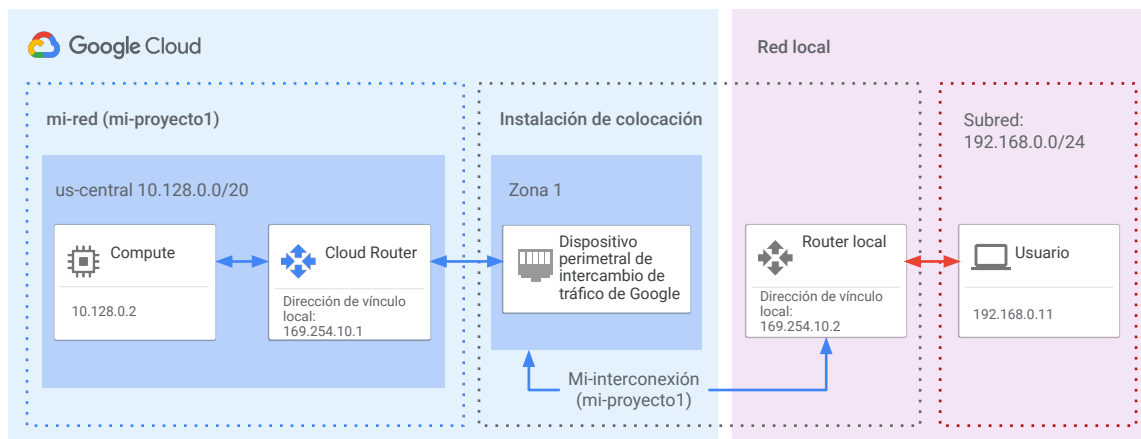 Google Cloud
Red local
mi-red (mi-proyecto1)
Instalación de colocación
Subred:
192.168.0.0/24
us-central 10.128.0.0/20
Zona 1
Compute
10.128.0.2
Cloud Router
Dirección de vínculo
local:
169.254.10.1
Dispositivo
perimetral de
intercambio de
tráfico de Google
Router local
Dirección de vínculo
local:
169.254.10.2
Usuario
192.168.0.11
Mi-interconexión
(mi-proyecto1)